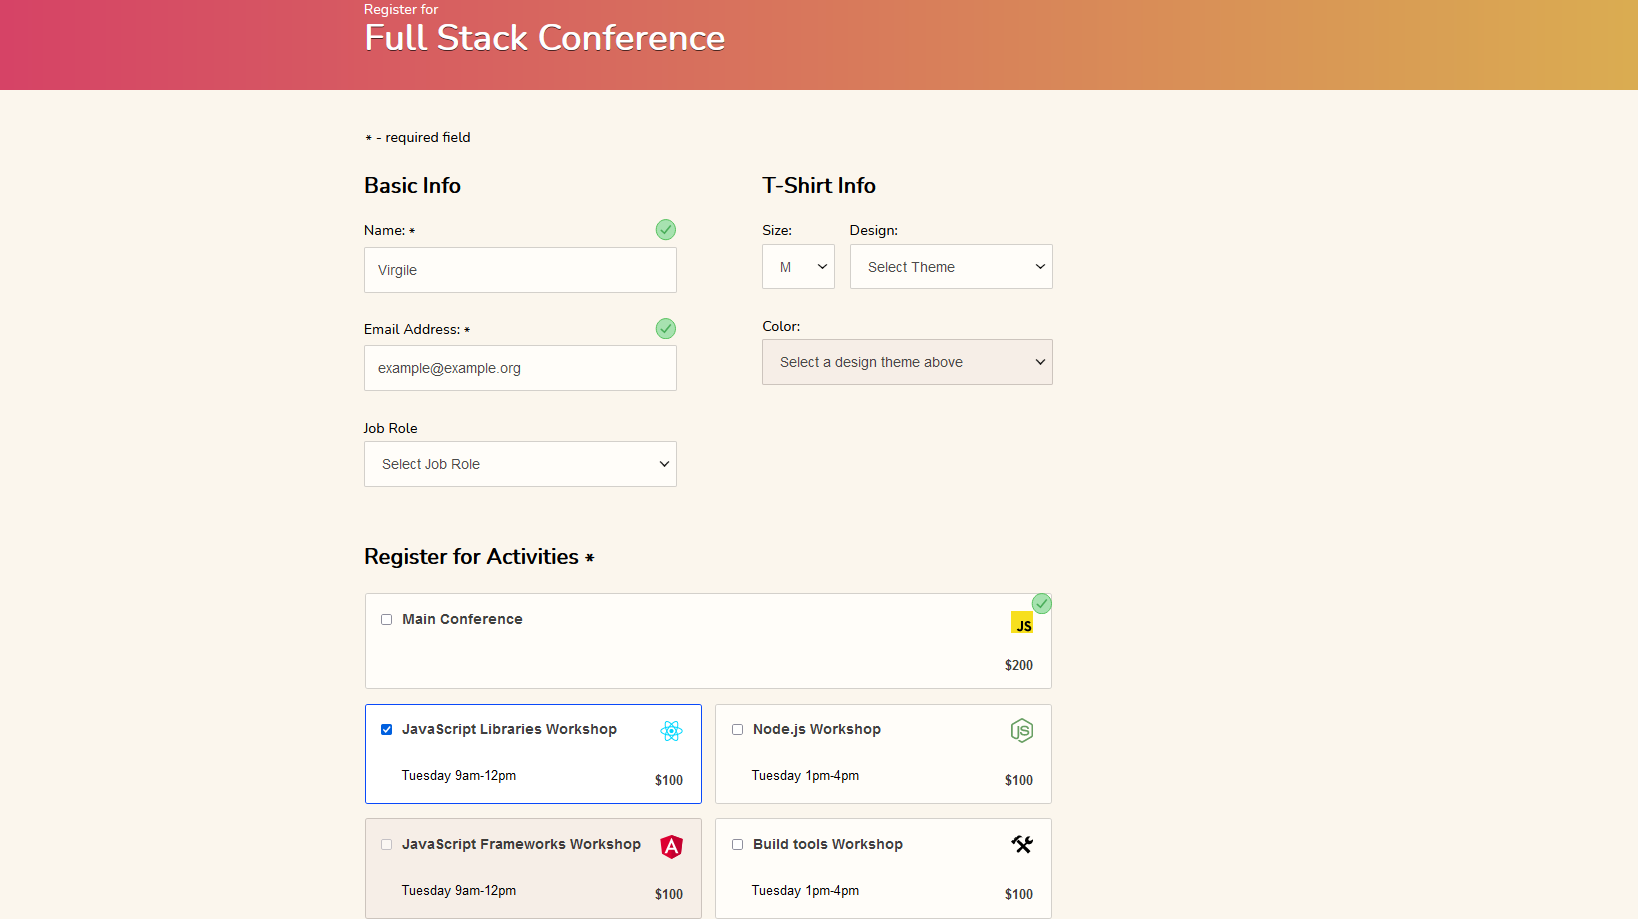 Register for
Full Stack Conference
* - required field
Basic Info
Name: *
Virgile
Email Address: *
example@example.org
Job Role
Select Job Role
T-Shirt Info
Size:
Design:
M
Select Theme
Color:
Select a design theme above
Register for Activities *
Main Conference
JS
$200
JavaScript Libraries Workshop
Tuesday 9am-12pm
$100
Node.js Workshop
JS
Tuesday 1pm-4pm
$100
JavaScript Frameworks Workshop
A
Tuesday 9am-12pm
$100
Build tools Workshop
Tuesday 1pm-4pm
$100